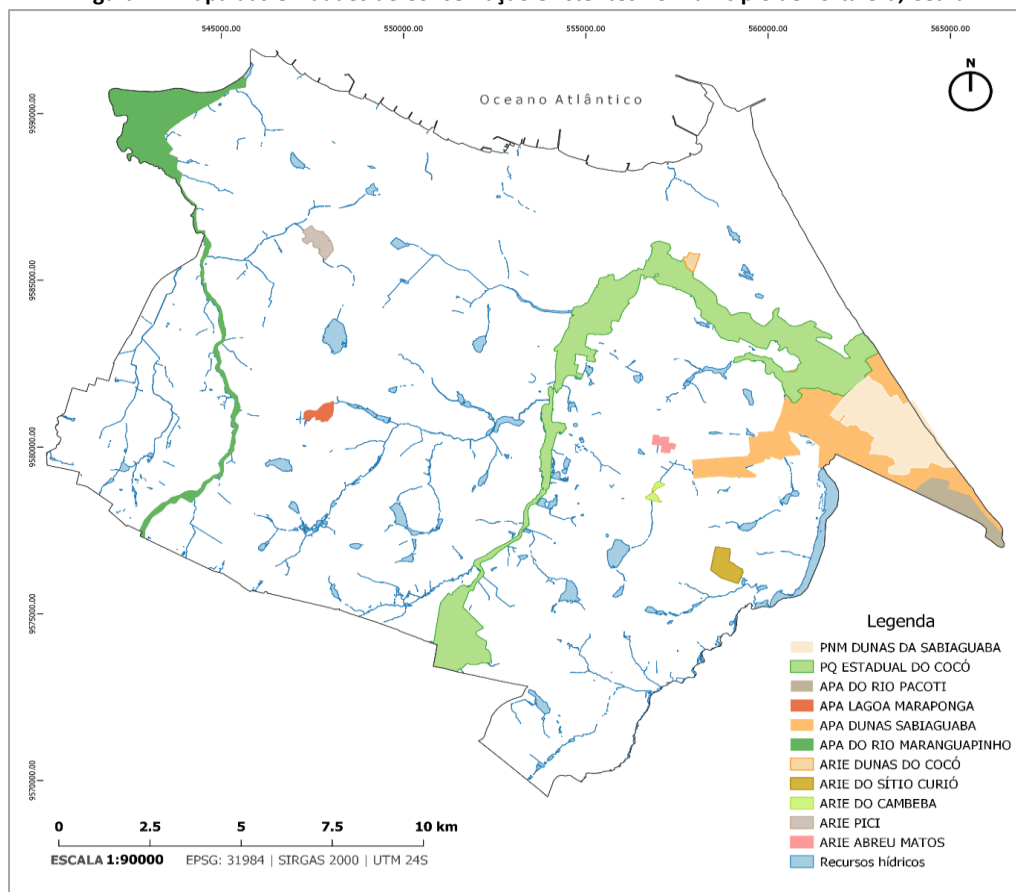 545000.00
550000.00
555000.00
560000.00
565000.00
N
Oceano Atlântico
9590000.00
9585000.00
9580000.00
9575000.00
9570000.00
Legenda
PNM DUNAS DA SABIAGUABA
PQ ESTADUAL DO COCÓ
APA DO RIO PACOTI
APA LAGOA MARAPONGA
APA DUNAS SABIAGUABA
APA DO RIO MARANGUAPINHO
ARIE DUNAS DO COCÓ
ARIE DO SÍTIO CURIÓ
ARIE DO CAMBEBA
ARIE PICI
ARIE ABREU MATOS
Recursos hídricos
0 2.5 5 7.5 10 km
ESCALA 1:90000 EPSG: 31984 | SIRGAS 2000 | UTM 24S